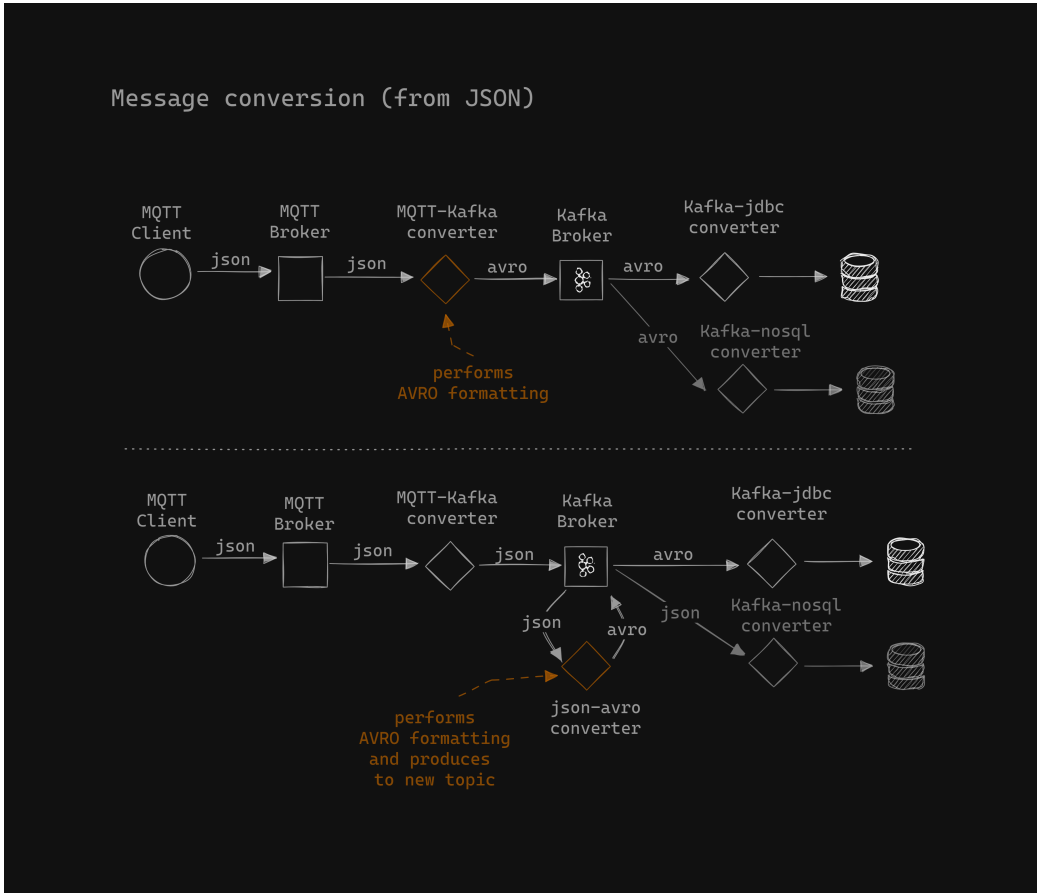 Message conversion (from JSON)
MQTT
Client
MQTT
Broker
MQTT-Kafka
converter
Kafka
Broker
Kafka-jdbc
converter
json
json
avro
avro
avro
Kafka-nosql
converter
performs
AVRO formatting
MQTT
Client
MQTT
Broker
MQTT-Kafka
converter
Kafka
Broker
Kafka-jdbc
converter
json
json
json
avro
json
avro
json
Kafka-nosql
converter
json-avro
converter
performs
AVRO formatting
and produces
to new topic